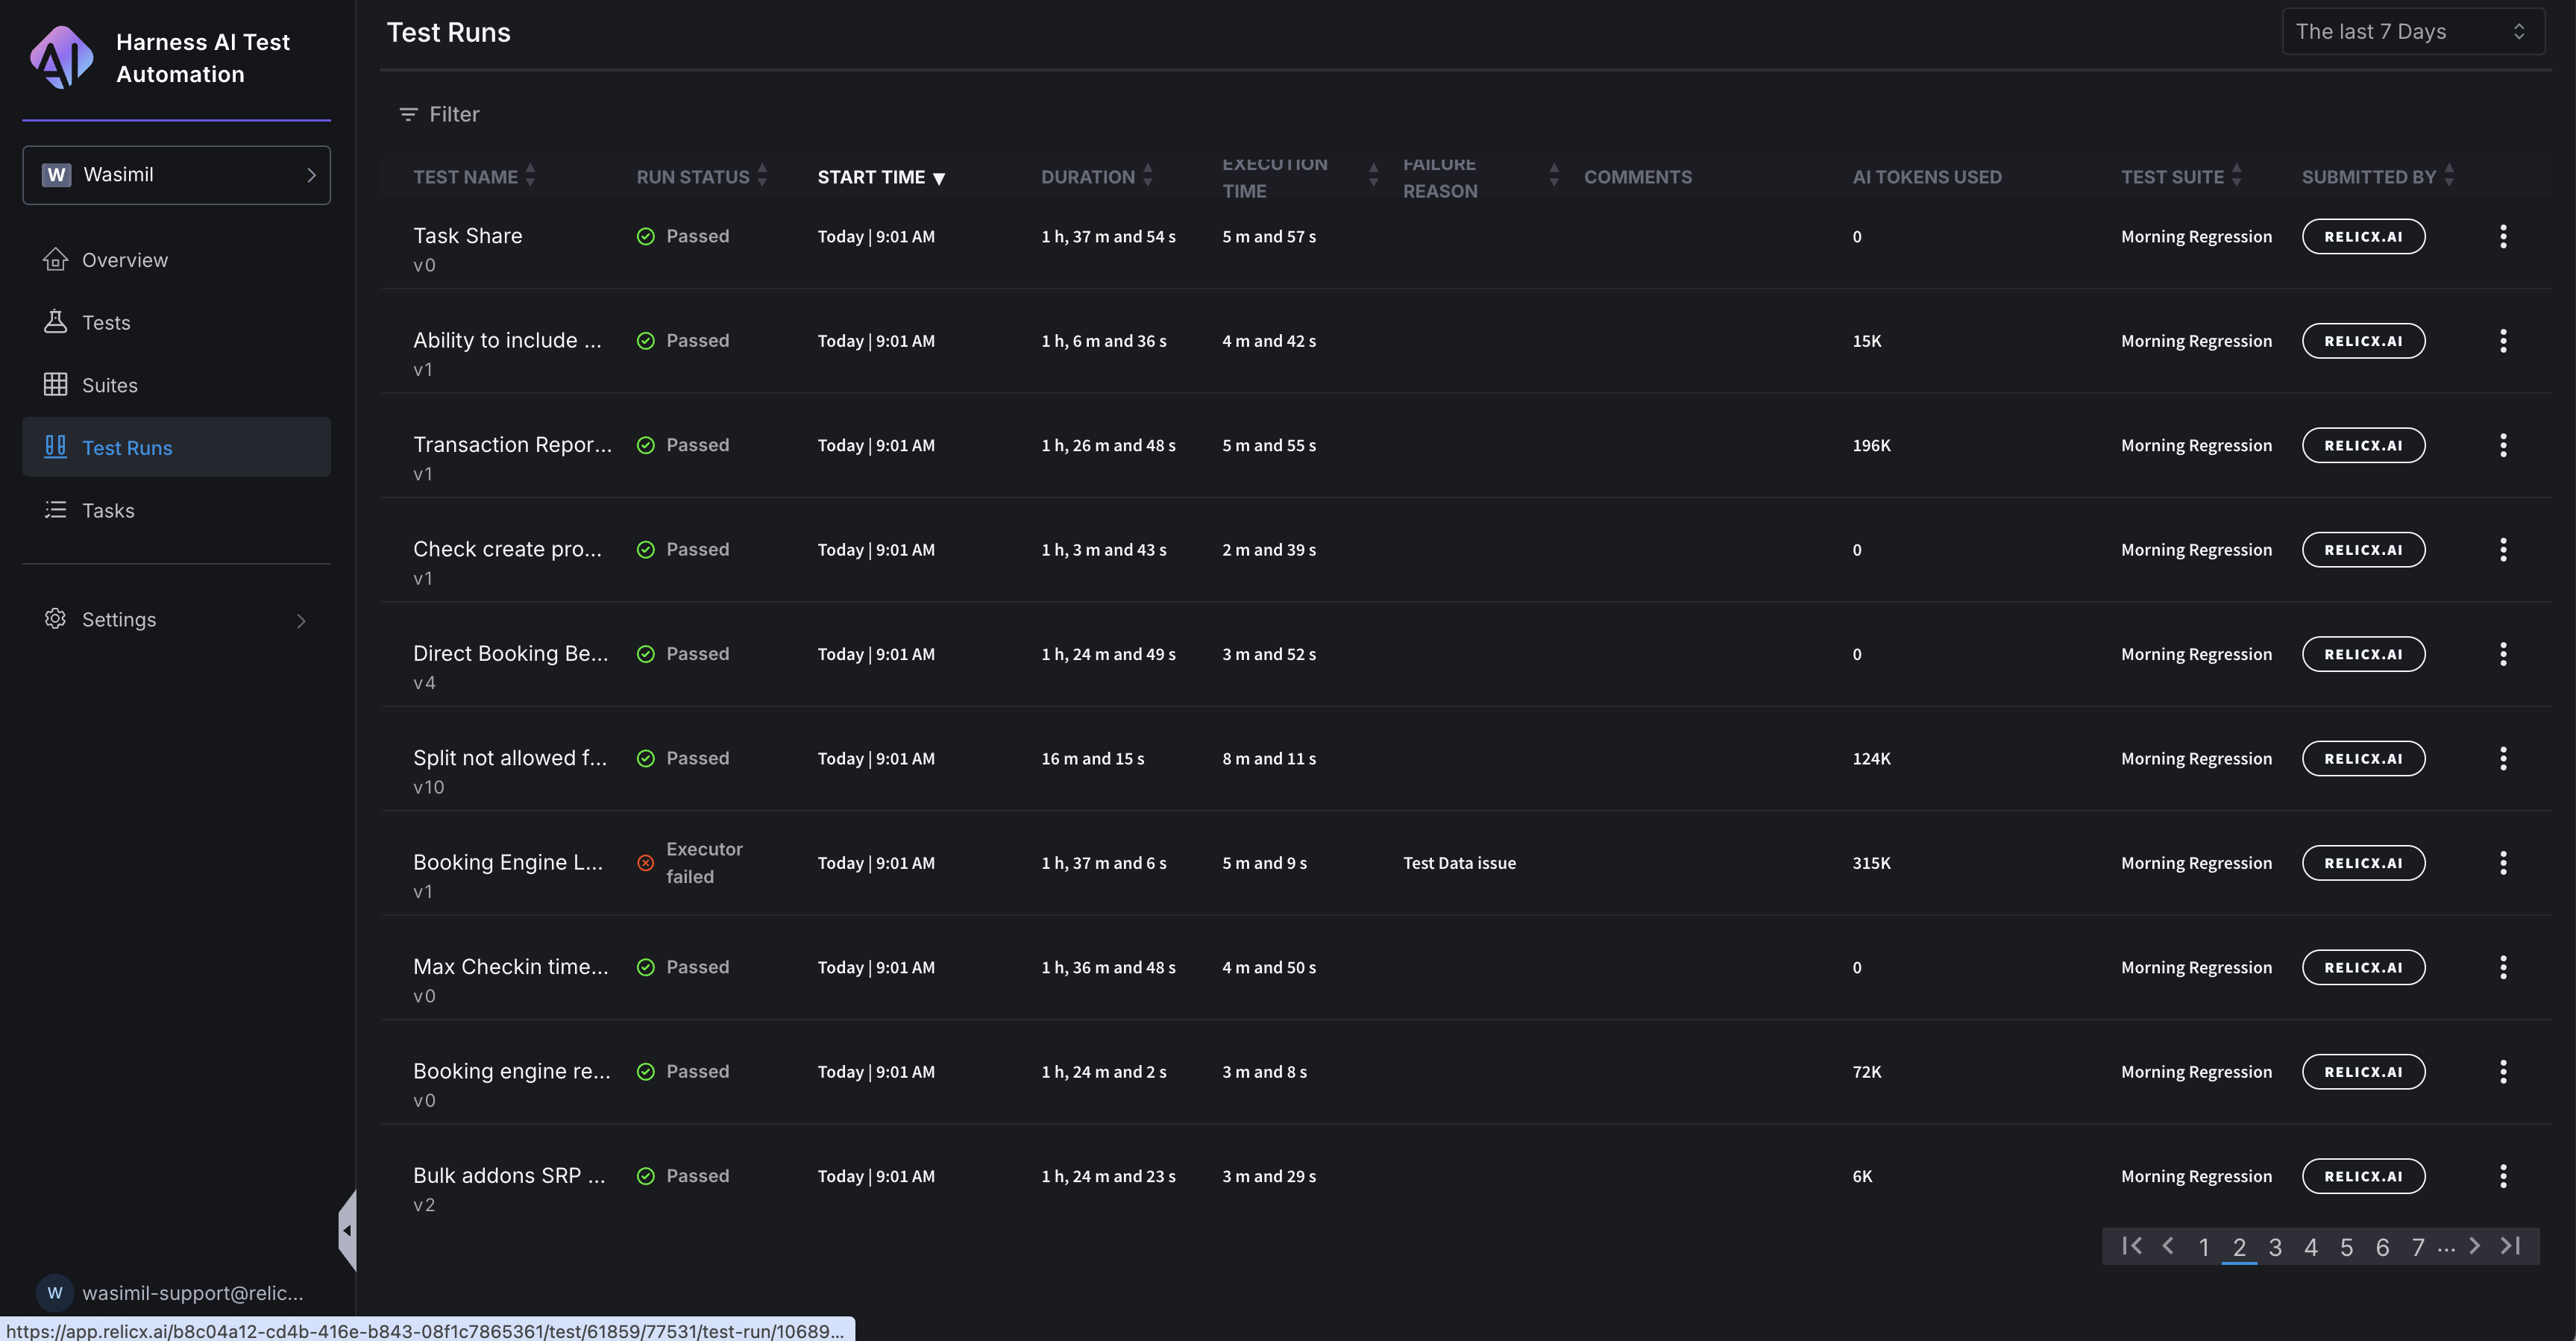 Harness AI Test
Automation
W Wasimil
Overview
Tests
Suites
Test Runs
Tasks
Settings
W wasimil-support@relic...
https://app.relicx.ai/b8c04a12-cd4b-416e-b843-08f1c7865361/test/61859/77531/test-run/10689...
Test Runs
The last 7 Days
Filter
TEST NAME RUN STATUS START TIME DURATION EXECUTION TIME FAILURE REASON COMMENTS AI TOKENS USED TEST SUITE SUBMITTED BY
Task Share Passed Today | 9:01 AM 1 h, 37 m and 54 s 5 m and 57 s 0 Morning Regression RELICX.AI
v0
Ability to include ... Passed Today | 9:01 AM 1 h, 6 m and 36 s 4 m and 42 s 15K Morning Regression RELICX.AI
v1
Transaction Repor... Passed Today | 9:01 AM 1 h, 26 m and 48 s 5 m and 55 s 196K Morning Regression RELICX.AI
v1
Check create pro... Passed Today | 9:01 AM 1 h, 3 m and 43 s 2 m and 39 s 0 Morning Regression RELICX.AI
v1
Direct Booking Be... Passed Today | 9:01 AM 1 h, 24 m and 49 s 3 m and 52 s 0 Morning Regression RELICX.AI
v4
Split not allowed f... Passed Today | 9:01 AM 16 m and 15 s 8 m and 11 s 124K Morning Regression RELICX.AI
v10
Booking Engine L... Executor failed Today | 9:01 AM 1 h, 37 m and 6 s 5 m and 9 s Test Data issue 315K Morning Regression RELICX.AI
v1
Max Checkin time... Passed Today | 9:01 AM 1 h, 36 m and 48 s 4 m and 50 s 0 Morning Regression RELICX.AI
v0
Booking engine re... Passed Today | 9:01 AM 1 h, 24 m and 2 s 3 m and 8 s 72K Morning Regression RELICX.AI
v0
Bulk addons SRP ... Passed Today | 9:01 AM 1 h, 24 m and 23 s 3 m and 29 s 6K Morning Regression RELICX.AI
v2
1 2 3 4 5 6 7 ...